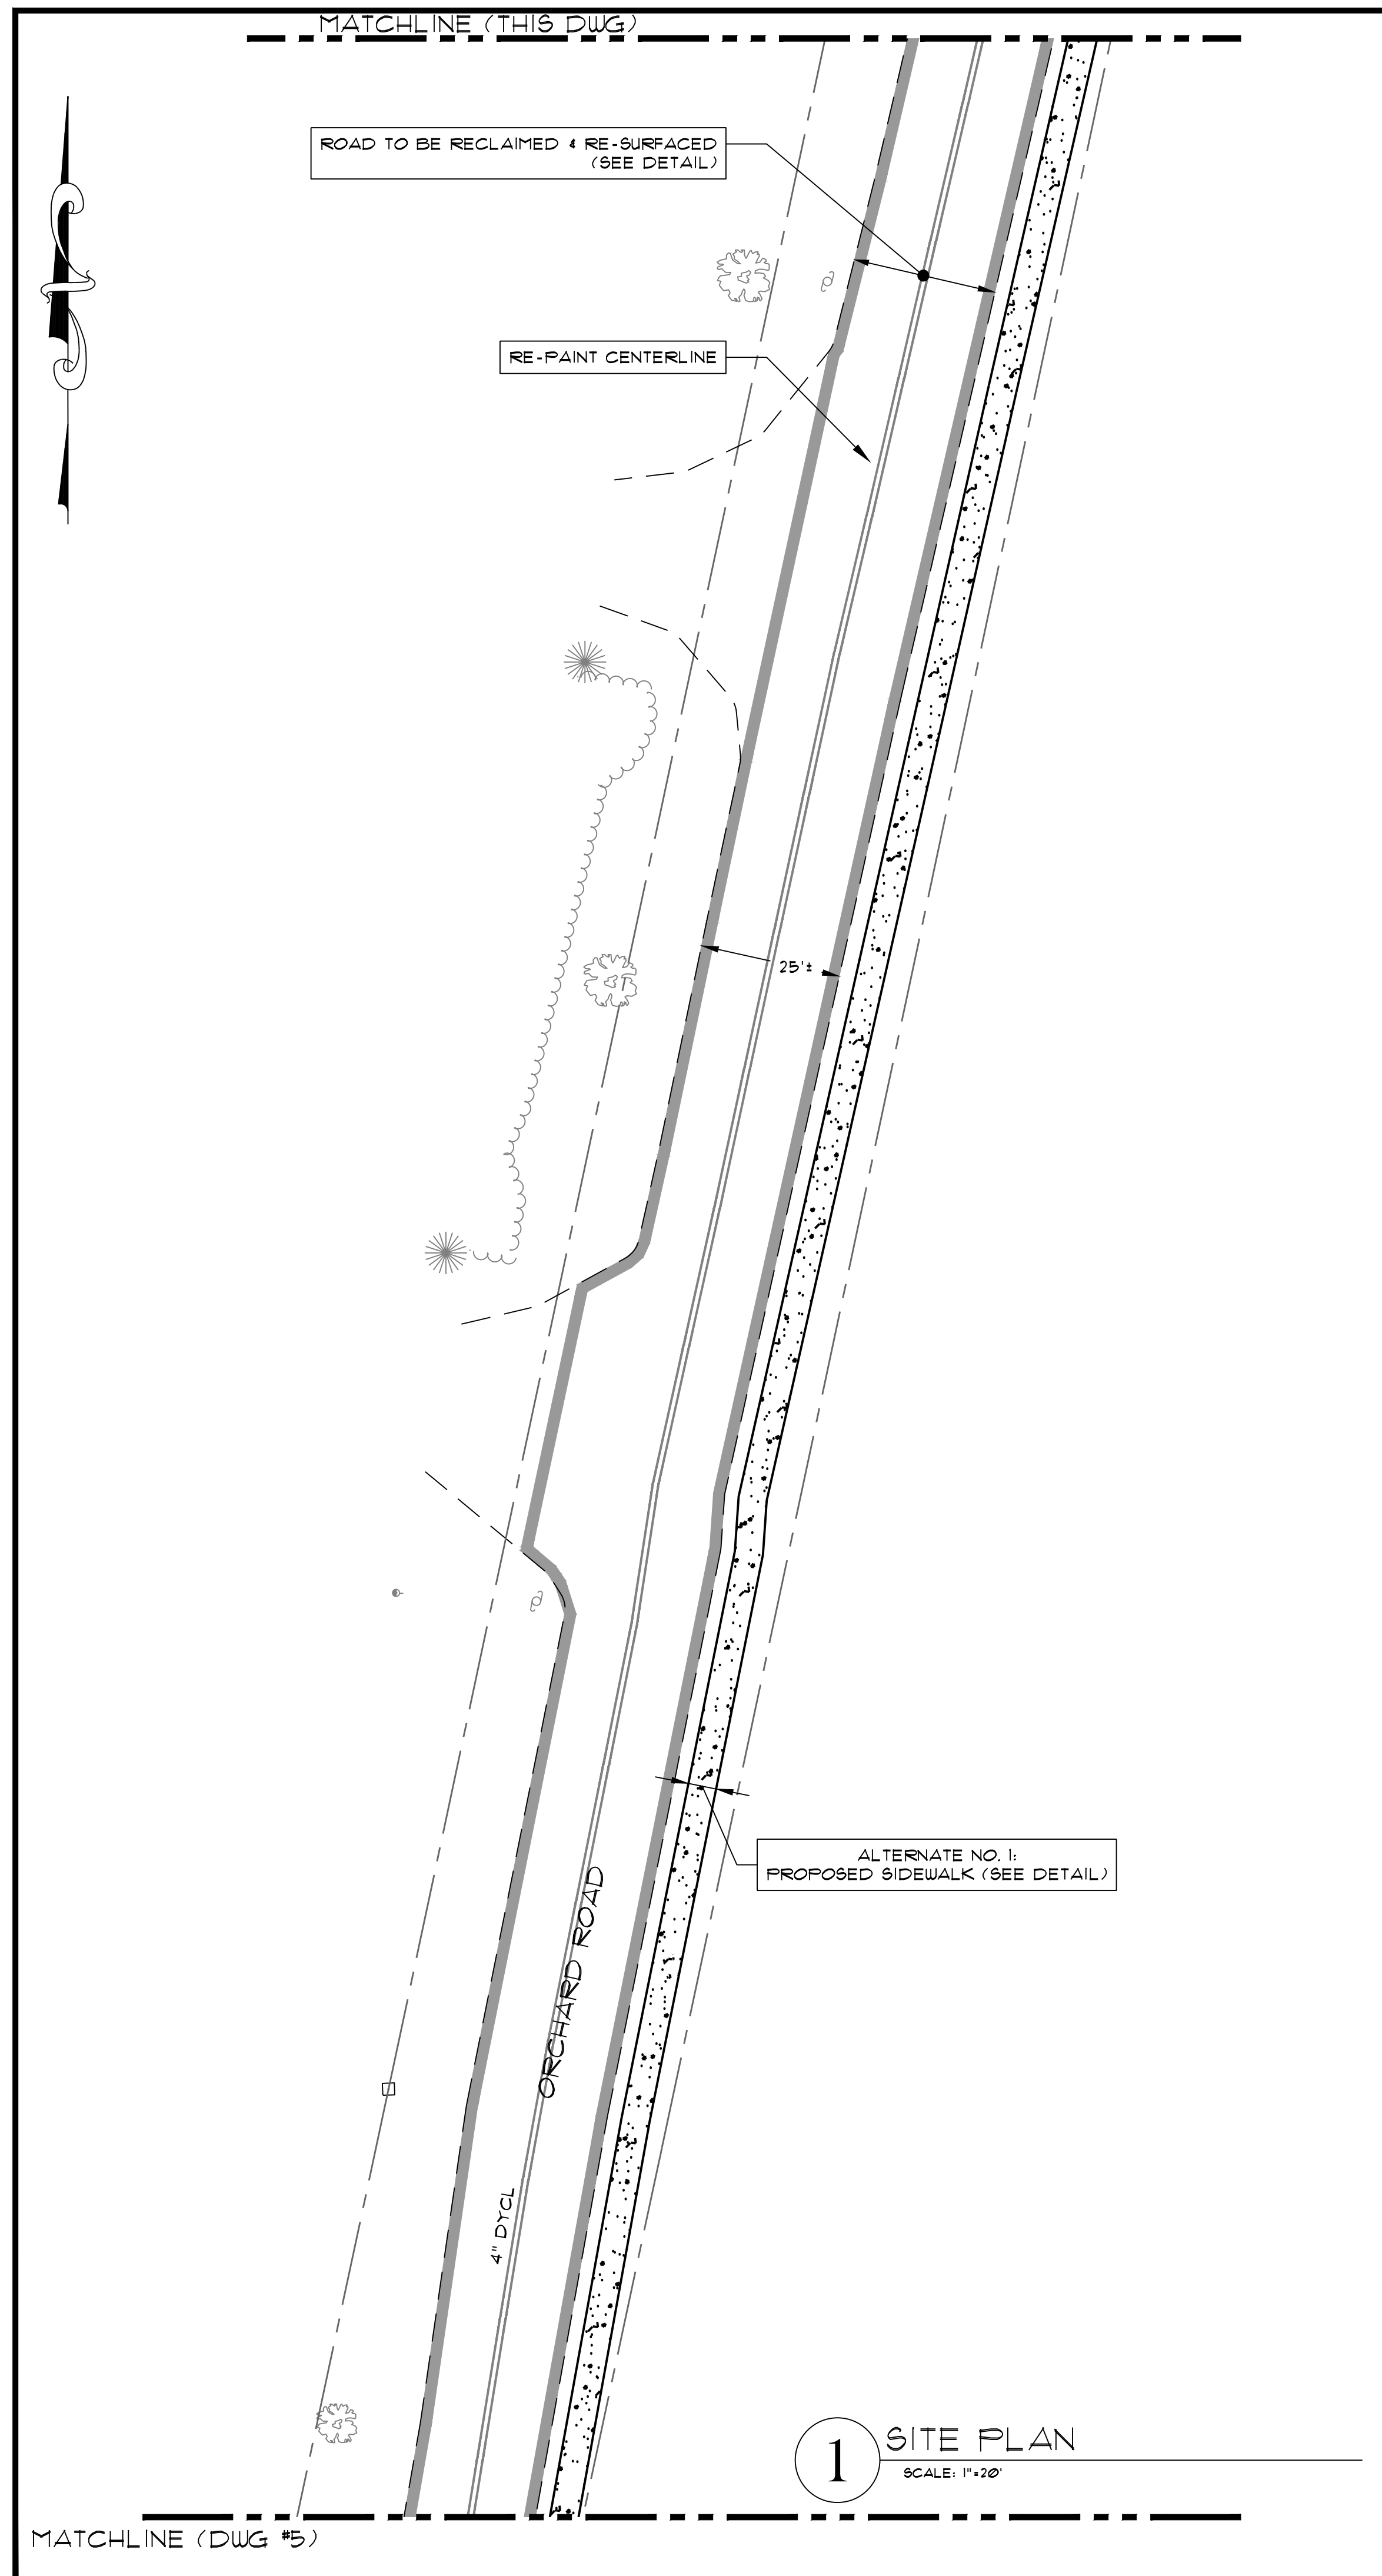 MATCHLINE (THIS DWG)
ROAD TO BE RECLAIMED & RE-SURFACED
(SEE DETAIL)
RE-PAINT CENTERLINE
25'±
ALTERNATE NO. 1:
PROPOSED SIDEWALK (SEE DETAIL)
ORCHARD ROAD
4" DYCL
1
SITE PLAN
SCALE: 1"=20'
MATCHLINE (DWG #5)